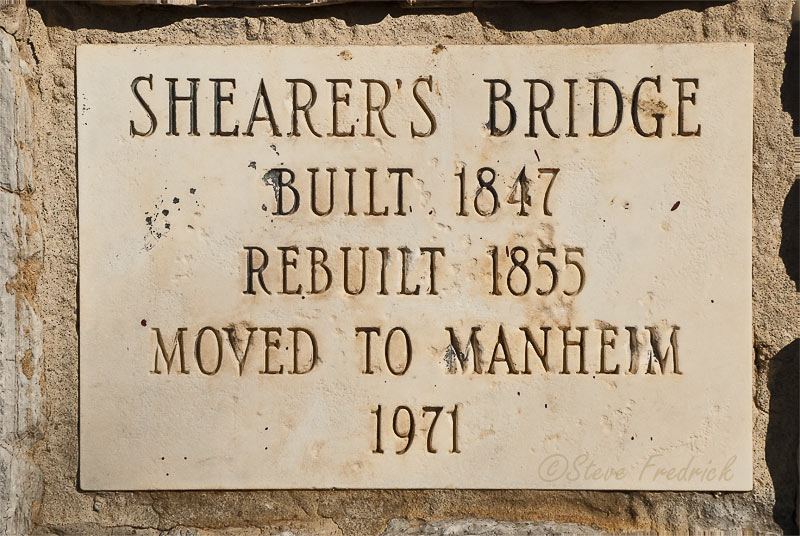 SHEARER'S BRIDGE
BUILT 1847
REBUILT 1855
MOVED TO MANHEIM
1971
©Steve Fredrick